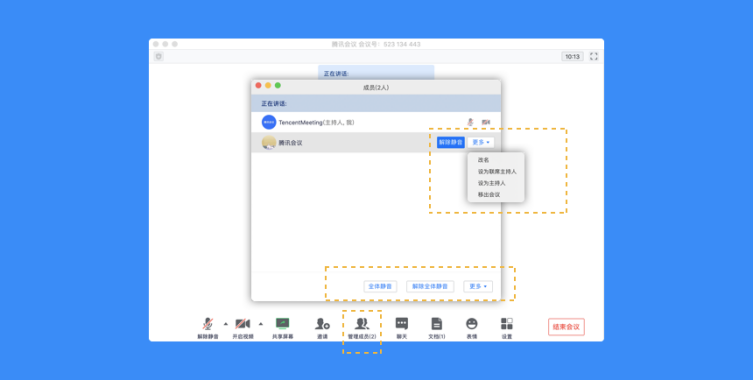 腾讯会议 会议号: 523 134 443
10:13
正在讲话:
成员(2人)
正在讲话:
TencentMeeting(主持人, 我)
腾讯会议
解除静音
更多
改名
设为联席主持人
设为主持人
移出会议
全体静音
解除全体静音
更多
解除静音
开启视频
共享屏幕
邀请
管理成员(2)
聊天
文档(1)
表情
设置
结束会议